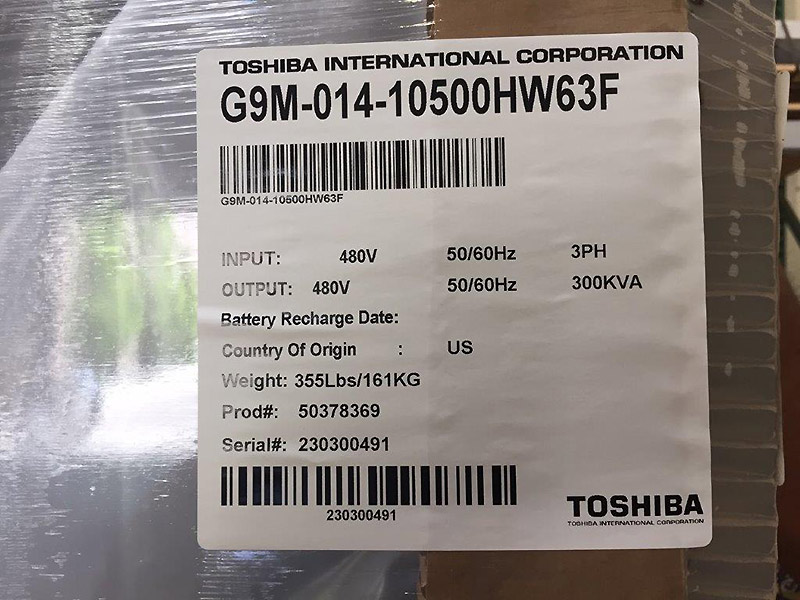 TOSHIBA INTERNATIONAL CORPORATION
G9M-014-10500HW63F
G9M-014-10500HW63F
INPUT: 480V 50/60Hz 3PH
OUTPUT: 480V 50/60Hz 300KVA
Battery Recharge Date:
Country Of Origin : US
Weight: 355Lbs/161KG
Prod#: 50378369
Serial#: 230300491
230300491
TOSHIBA
TOSHIBA INTERNATIONAL CORPORATION